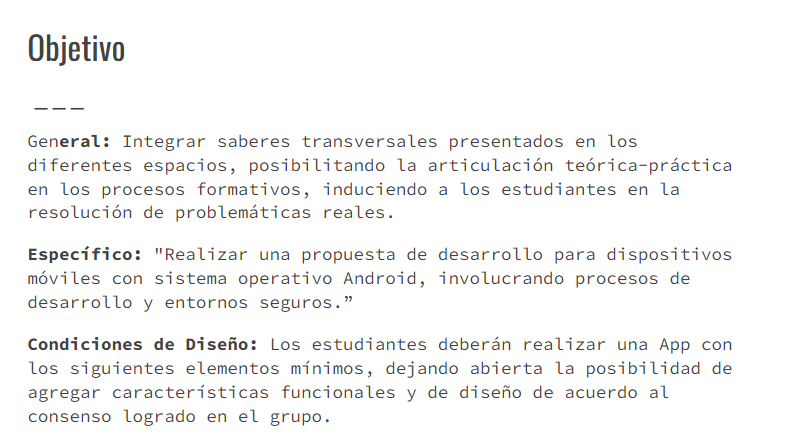 Objetivo
___
General: Integrar saberes transversales presentados en los
diferentes espacios, posibilitando la articulación teórica-práctica
en los procesos formativos, induciendo a los estudiantes en la
resolución de problemáticas reales.
Específico: "Realizar una propuesta de desarrollo para dispositivos
móviles con sistema operativo Android, involucrando procesos de
desarrollo y entornos seguros.”
Condiciones de Diseño: Los estudiantes deberán realizar una App con
los siguientes elementos mínimos, dejando abierta la posibilidad de
agregar características funcionales y de diseño de acuerdo al
consenso logrado en el grupo.